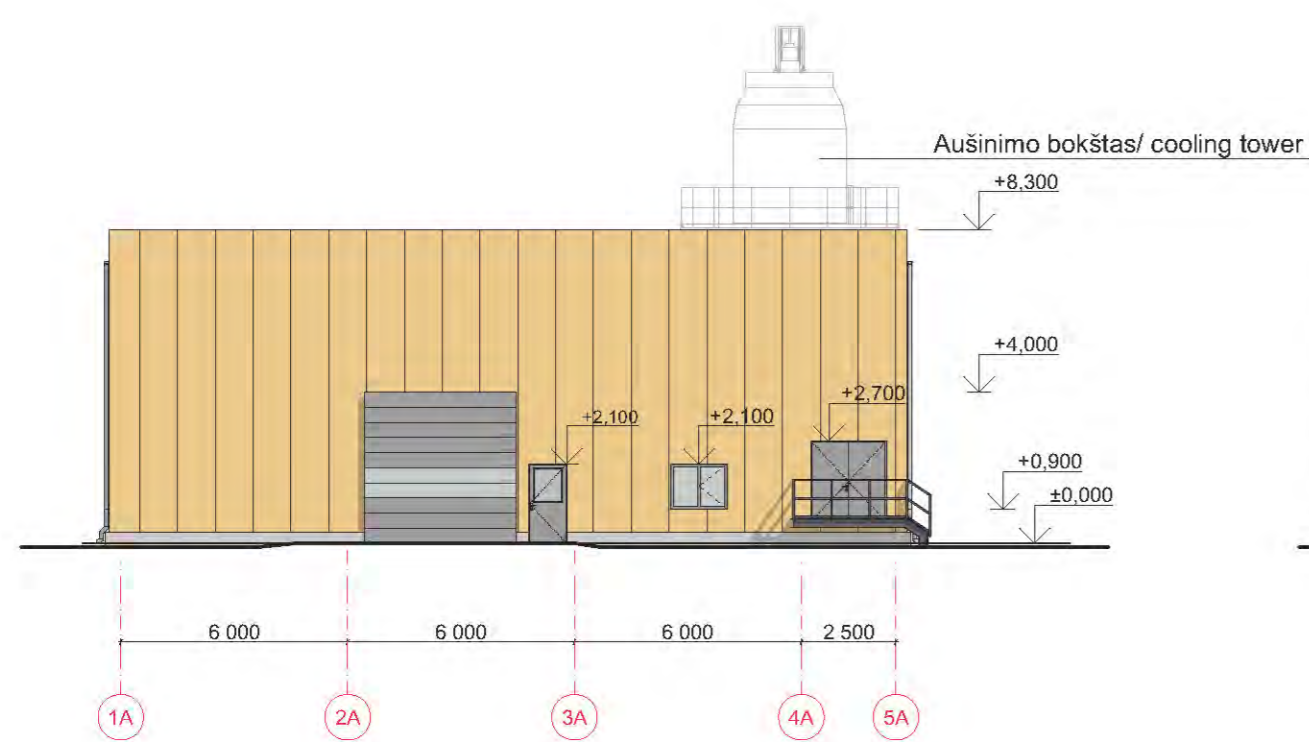 Aušinimo bokštas/ cooling tower
+8,300
+4,000
+2,700
+2,100
+2,100
+0,900
±0,000
6 000
6 000
6 000
2 500
1A
2A
3A
4A
5A